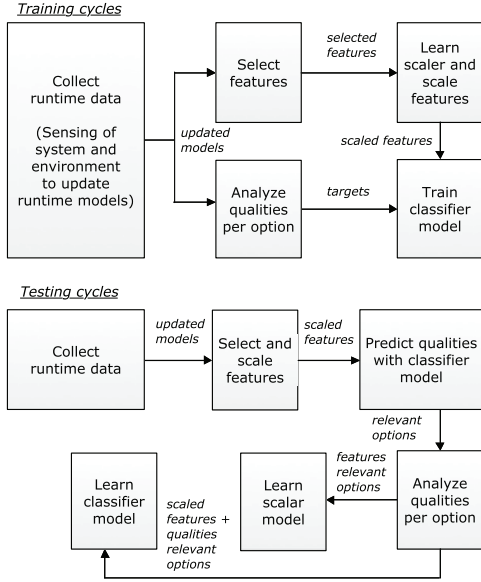 Training cycles
Collect
runtime data
(Sensing of
system and
environment
to update
runtime models)
updated
models
Select
features
selected
features
Learn
scaler and
scale
features
scaled features
Analyze
qualities
per option
targets
Train
classifier
model
Testing cycles
Collect
runtime data
updated
models
Select and
scale
features
scaled
features
Predict qualities
with classifier
model
relevant
options
Analyze
qualities
per option
features
relevant
options
Learn
scalar
model
scaled
features +
qualities
relevant
options
Learn
classifier
model